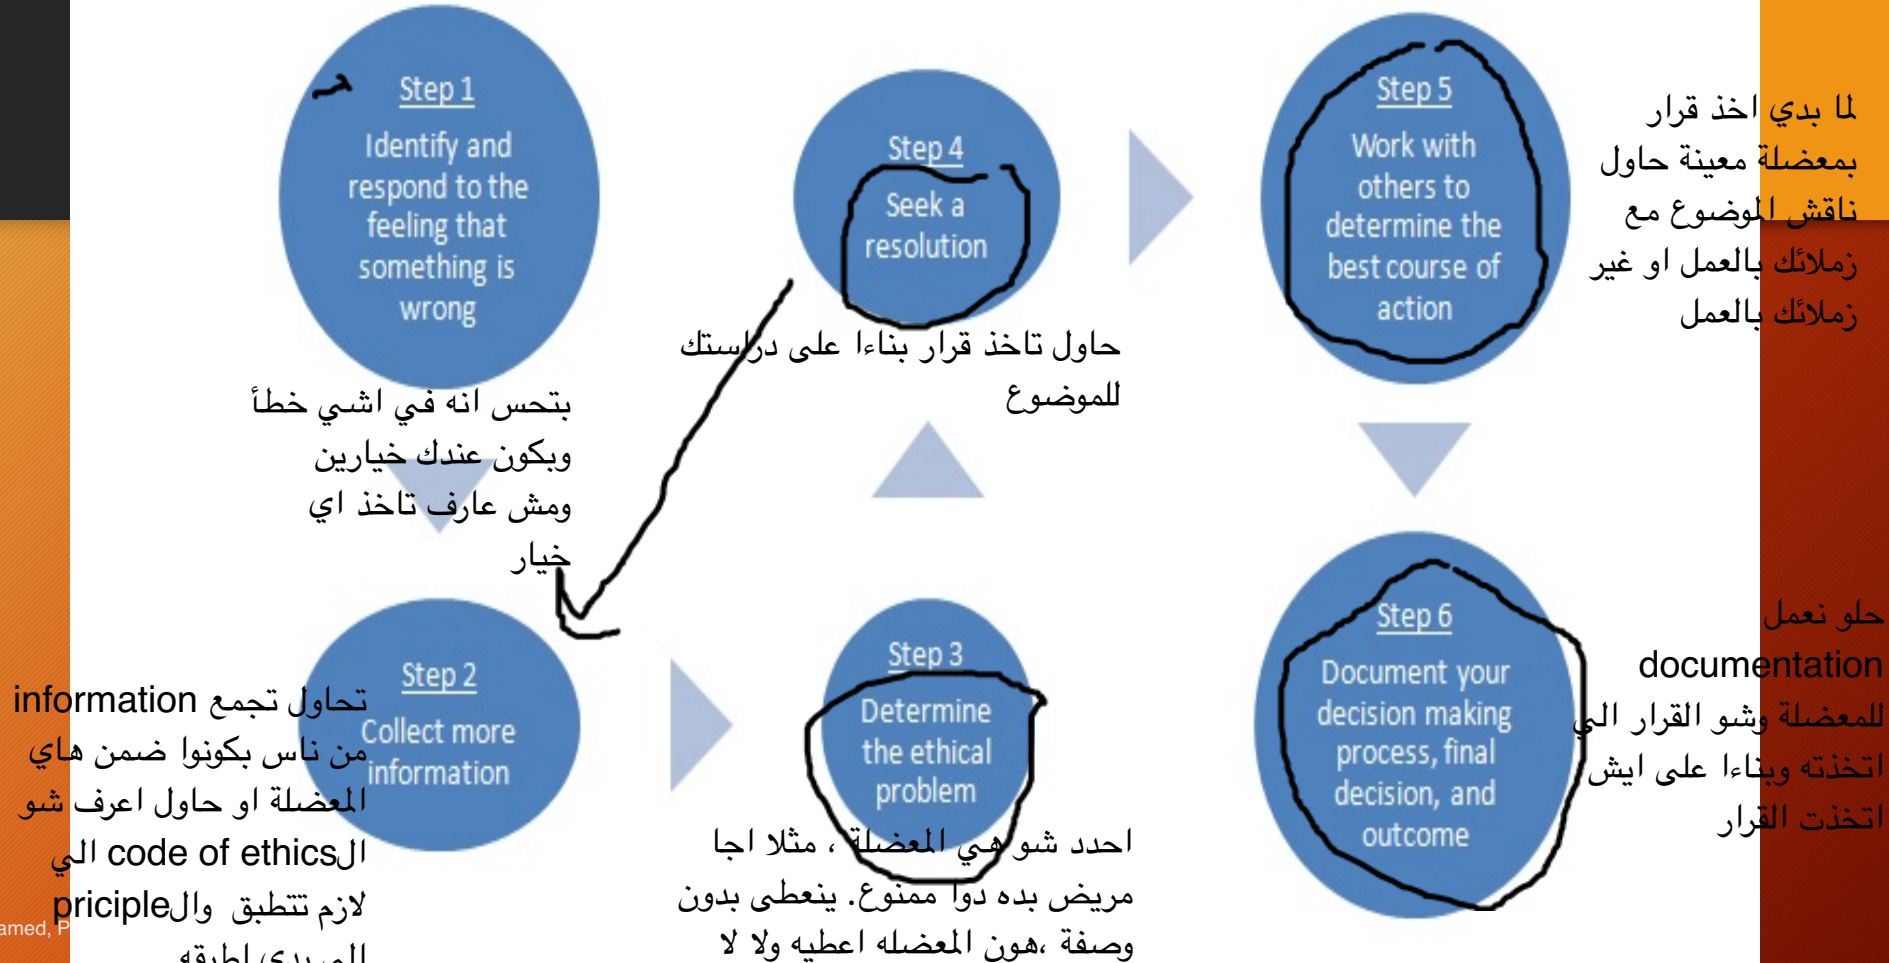 Step 1
Identify and
respond to the
feeling that
something is
wrong
بتحس انه في اشي خطأ
وبكون عندك خيارين
ومش عارف تاخذ اي
خيار
Step 2
Collect more
information
تحاول تجمع information
من ناس بكونوا ضمن هاي
المعضلة او حاول اعرف شو
الcode of ethics الي
لازم تتطبق والpriciple
Step 3
Determine
the ethical
problem
احدد شو هي المعضلة ، مثلا اجا
مريض بده دوا ممنوع. ينعطى بدون
وصفة ،هون المعضله اعطيه ولا لا
Step 4
Seek a
resolution
حاول تاخذ قرار بناءا على دراستك
للموضوع
Step 5
Work with
others to
determine the
best course of
action
لما بدي اخذ قرار
بمعضلة معينة حاول
ناقش الموضوع مع
زملائك بالعمل او غير
زملائك بالعمل
Step 6
Document your
decision making
process, final
decision, and
outcome
حلو نعمل
documentation
للمعضلة وشو القرار الي
اتخذته وبناءا على ايش
اتخذت القرار
amed, P